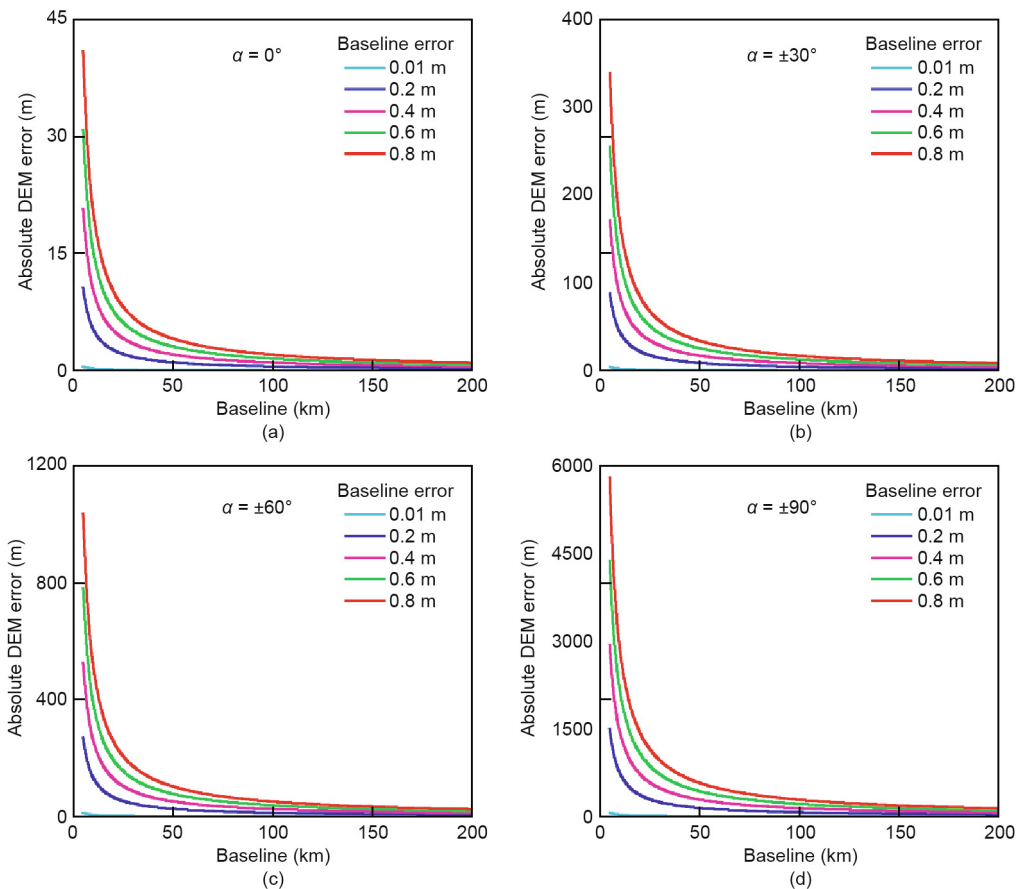 45
30
15
0
Absolute DEM error (m)
α = 0°
Baseline error
0.01 m
0.2 m
0.4 m
0.6 m
0.8 m
0 50 100 150 200
Baseline (km)
(a)
400
300
200
100
0
Absolute DEM error (m)
α = ±30°
Baseline error
0.01 m
0.2 m
0.4 m
0.6 m
0.8 m
0 50 100 150 200
Baseline (km)
(b)
1200
800
400
0
Absolute DEM error (m)
α = ±60°
Baseline error
0.01 m
0.2 m
0.4 m
0.6 m
0.8 m
0 50 100 150 200
Baseline (km)
(c)
6000
4500
3000
1500
0
Absolute DEM error (m)
α = ±90°
Baseline error
0.01 m
0.2 m
0.4 m
0.6 m
0.8 m
0 50 100 150 200
Baseline (km)
(d)